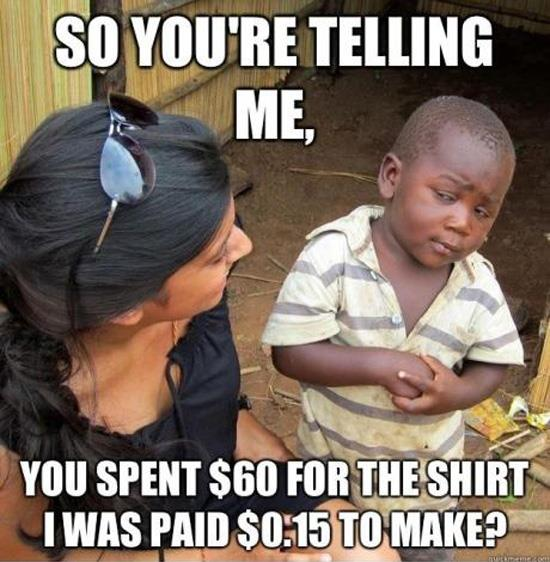 SO YOU'RE TELLING
ME,
YOU SPENT $60 FOR THE SHIRT
I WAS PAID $0.15 TO MAKE?
quickmeme.com